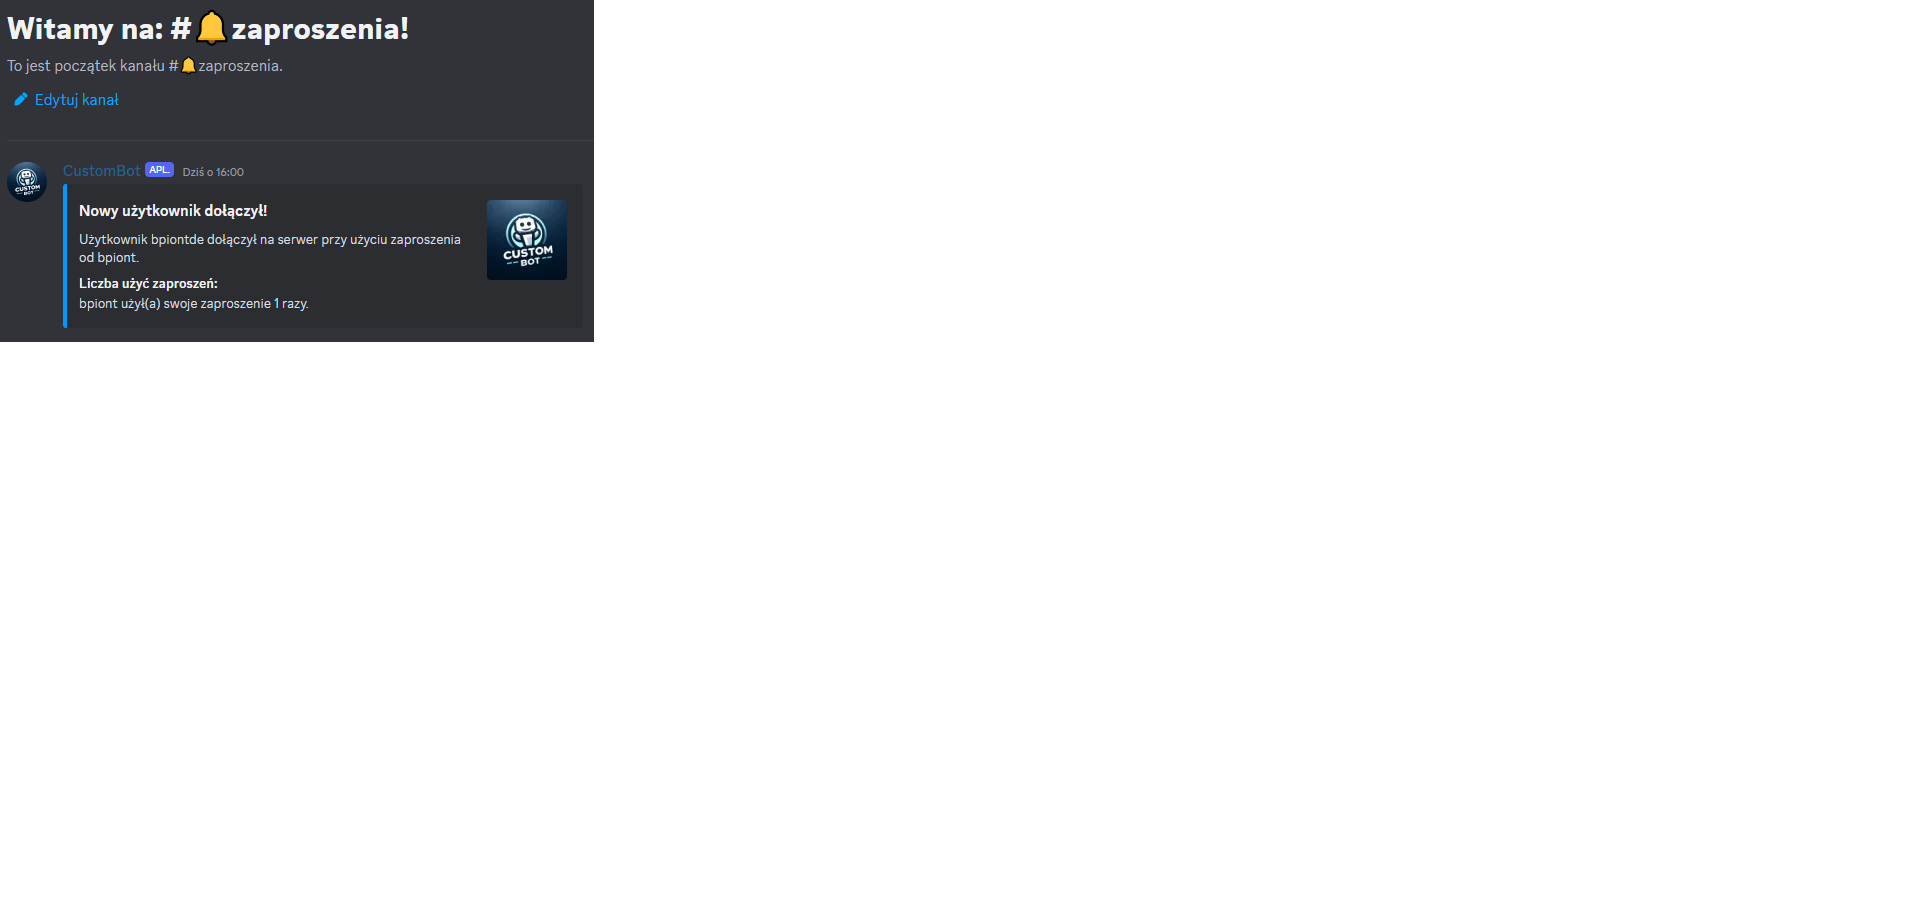 Witamy na: #🔔zaproszenia!
To jest początek kanału #🔔zaproszenia.
Edytuj kanał
CustomBot APL. Dziś o 16:00
Nowy użytkownik dołączył!
Użytkownik bpiontde dołączył na serwer przy użyciu zaproszenia
od bpiont.
Liczba użyć zaproszeń:
bpiont użył(a) swoje zaproszenie 1 razy.
CUSTOM
BOT
CUSTOM
BOT